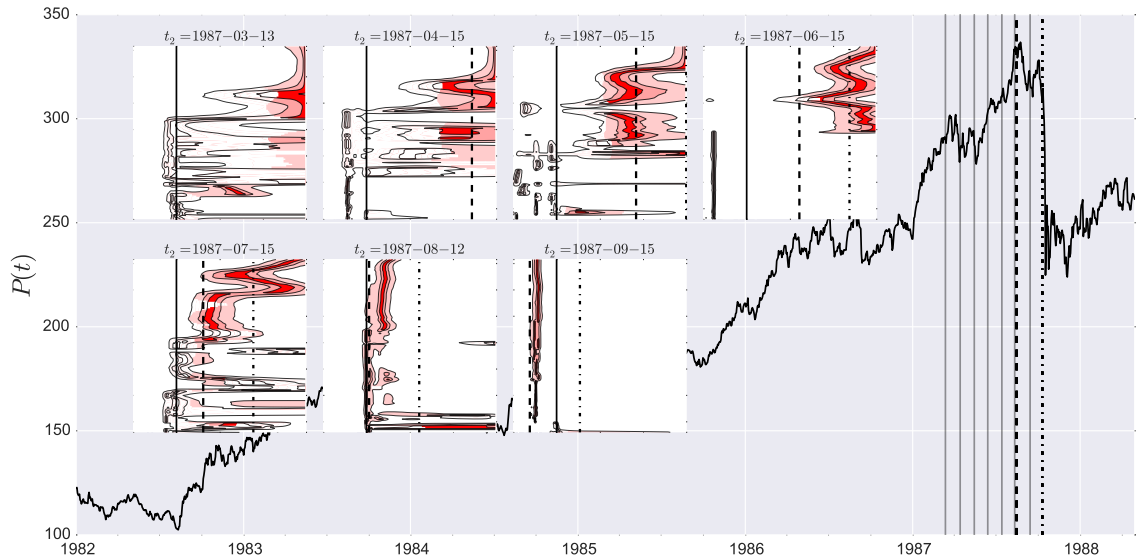 350
300
250
200
150
100
P(t)
t₂ =1987−03−13
t₂ =1987−04−15
t₂ =1987−05−15
t₂ =1987−06−15
t₂ =1987−07−15
t₂ =1987−08−12
t₂ =1987−09−15
1982 1983 1984 1985 1986 1987 1988